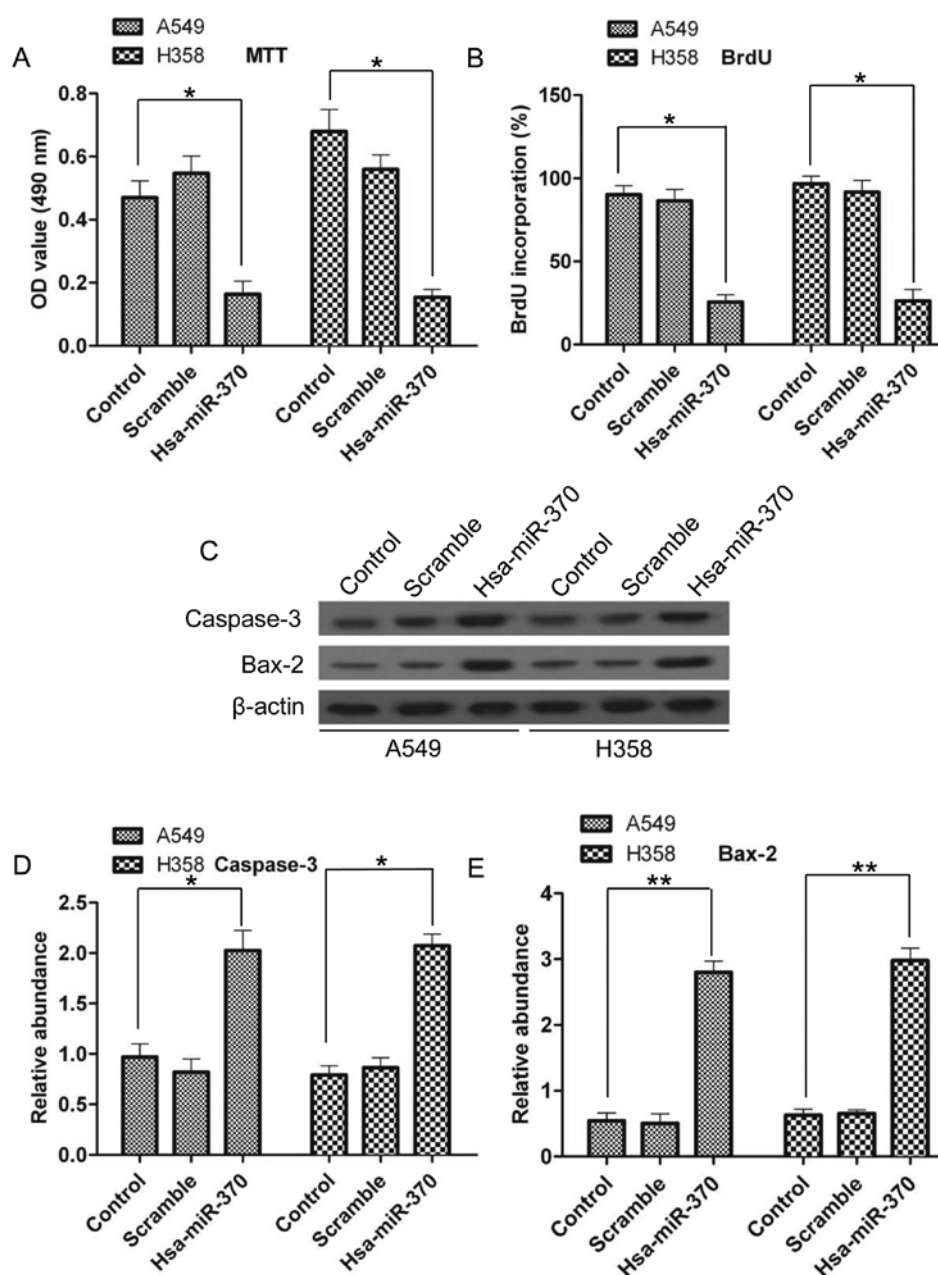 A
A549
H358 MTT
OD value (490 nm)
0.8
0.6
0.4
0.2
0.0
*
*
Control
Scramble
Hsa-miR-370
Control
Scramble
Hsa-miR-370
B
A549
H358 BrdU
BrdU incorporation (%)
150
100
50
0
*
*
Control
Scramble
Hsa-miR-370
Control
Scramble
Hsa-miR-370
C
Control
Scramble
Hsa-miR-370
Control
Scramble
Hsa-miR-370
Caspase-3
Bax-2
β-actin
A549
H358
D
A549
H358 Caspase-3
Relative abundance
2.5
2.0
1.5
1.0
0.5
0.0
*
*
Control
Scramble
Hsa-miR-370
Control
Scramble
Hsa-miR-370
E
A549
H358 Bax-2
Relative abundance
4
3
2
1
0
**
**
Control
Scramble
Hsa-miR-370
Control
Scramble
Hsa-miR-370